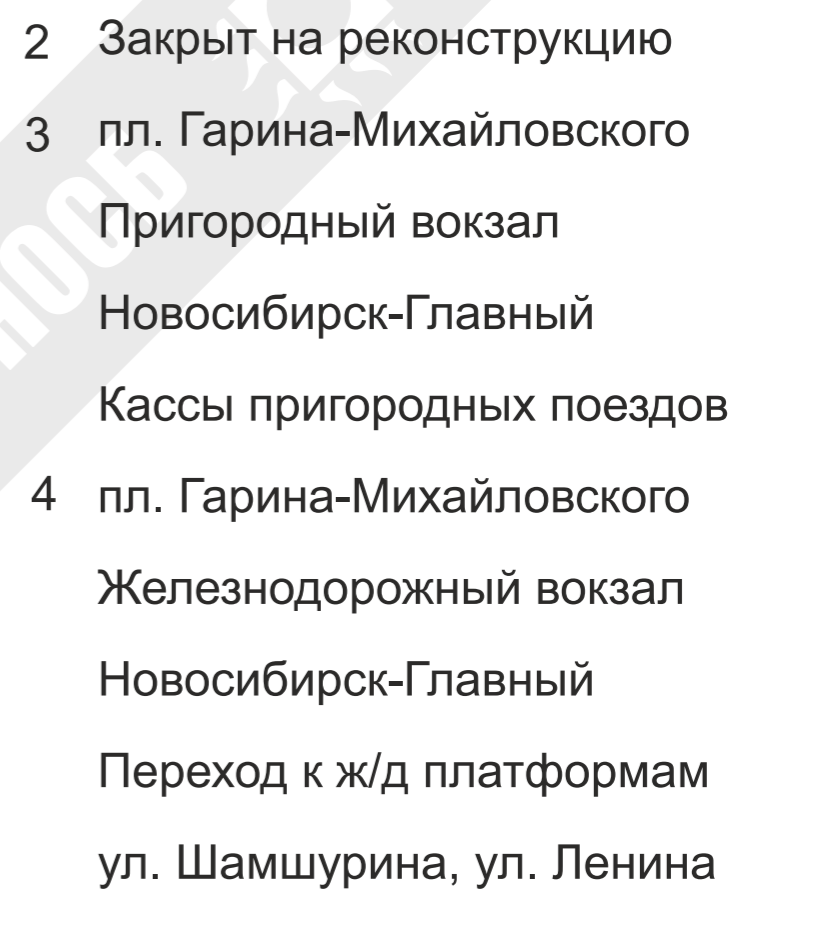 2 Закрыт на реконструкцию
3 пл. Гарина-Михайловского
Пригородный вокзал
Новосибирск-Главный
Кассы пригородных поездов
4 пл. Гарина-Михайловского
Железнодорожный вокзал
Новосибирск-Главный
Переход к ж/д платформам
ул. Шамшурина, ул. Ленина